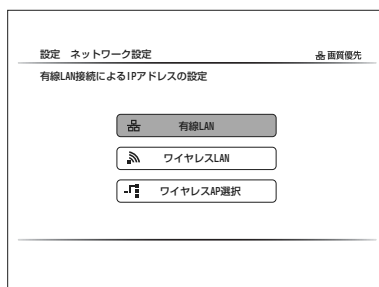 設定 ネットワーク設定
画質優先
有線LAN接続によるIPアドレスの設定
有線LAN
ワイヤレスLAN
ワイヤレスAP選択